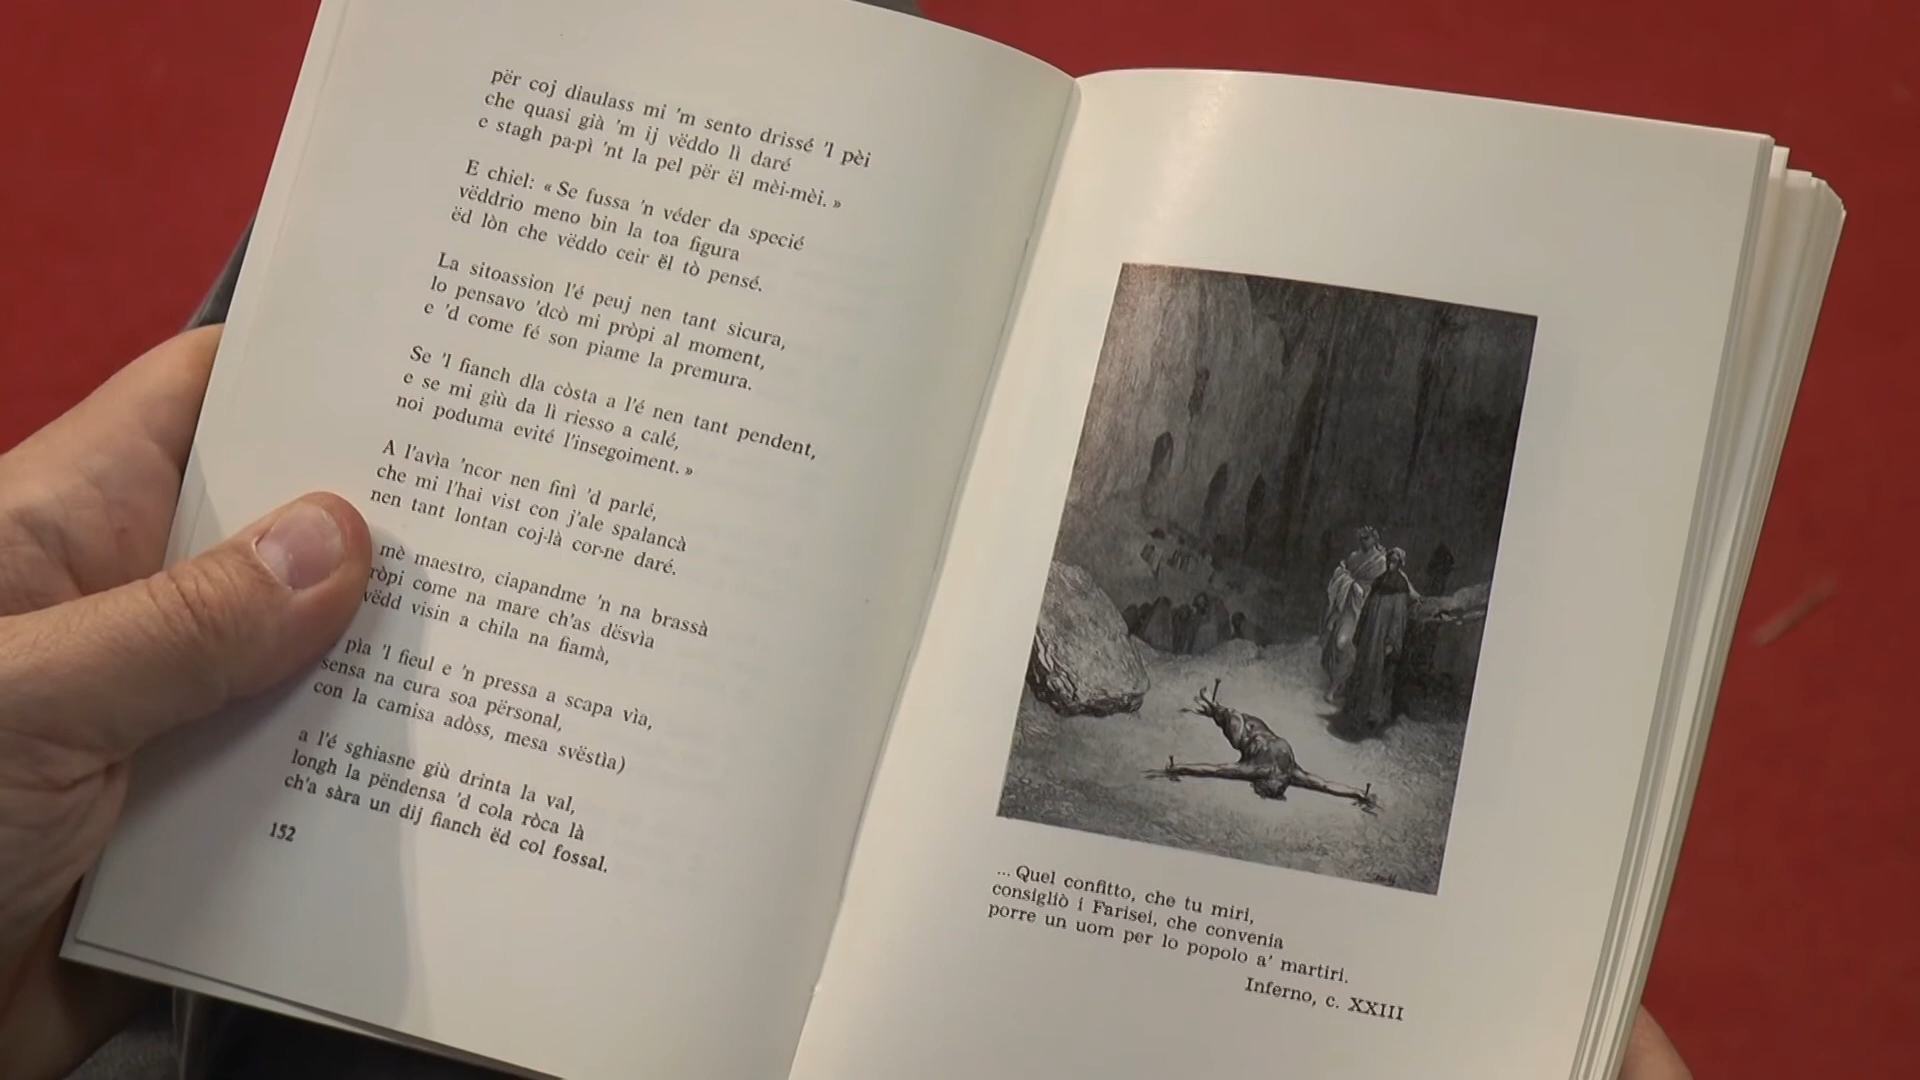 për coj diaulass mi 'm sento drissé 'l pèi
che quasi già 'm ij vëddo lì daré
e stagh pa-pì 'nt la pel për ël mèi-mèi. »
E chiel: « Se fussa 'n véder da specié
vëddrio meno bin la toa figura
ëd lòn che vëddo ceir ël tò pensé.
La sitoassion l'é peuj nen tant sicura,
lo pensavo 'dcò mi pròpi al moment,
e 'd come fé son piame la premura.
Se 'l fianch dla còsta a l'é nen tant pendent,
e se mi giù da lì riesso a calé,
noi poduma evité l'insegoiment. »
A l'avìa 'ncor nen finì 'd parlé,
che mi l'hai vist con j'ale spalancà
nen tant lontan coj-là cor-ne daré.
mè maestro, ciapandme 'n na brassà
ròpi come na mare ch'as dësvìa
vëdd visin a chila na fiamà,
pìa 'l fieul e 'n pressa a scapa vìa,
sensa na cura soa përsonal,
con la camisa adòss, mesa svëstìa)
a l'é sghiasne giù drinta la val,
longh la pëndensa 'd cola ròca là
ch'a sàra un dij fianch ëd col fossal.
152
... Quel confitto, che tu miri,
consigliò i Farisei, che convenia
porre un uom per lo popolo a' martiri.
Inferno, c. XXIII